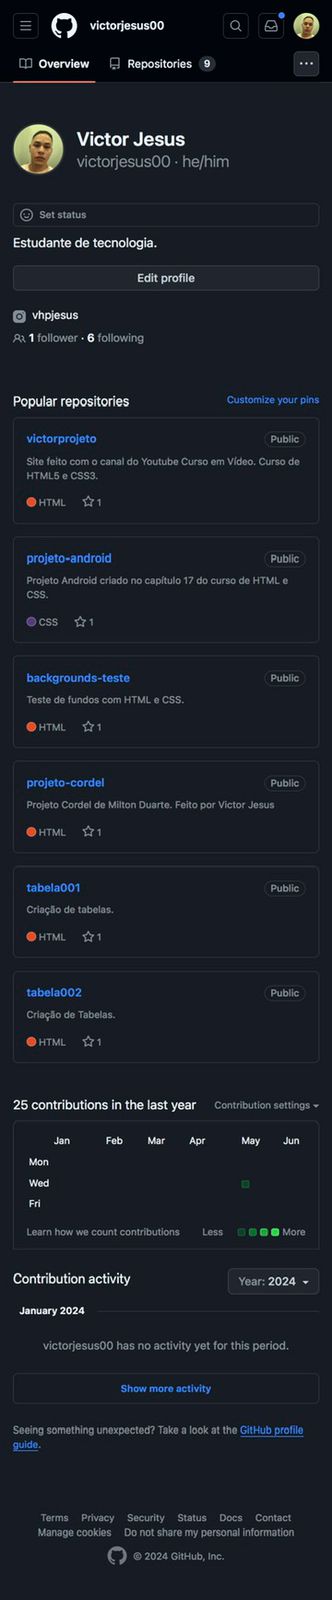 victorjesus00
Overview
Repositories 9
Victor Jesus
victorjesus00 · he/him
Set status
Estudante de tecnologia.
Edit profile
vhpjesus
1 follower · 6 following
Popular repositories
Customize your pins
victorprojeto
Public
Site feito com o canal do Youtube Curso em Vídeo. Curso de
HTML5 e CSS3.
HTML 1
projeto-android
Public
Projeto Android criado no capítulo 17 do curso de HTML e
CSS.
CSS 1
backgrounds-teste
Public
Teste de fundos com HTML e CSS.
HTML 1
projeto-cordel
Public
Projeto Cordel de Milton Duarte. Feito por Victor Jesus
HTML 1
tabela001
Public
Criação de tabelas.
HTML 1
tabela002
Public
Criação de Tabelas.
HTML 1
25 contributions in the last year
Contribution settings
Jan Feb Mar Apr May Jun
Mon
Wed
Fri
Learn how we count contributions
Less More
Contribution activity
Year: 2024
January 2024
victorjesus00 has no activity yet for this period.
Show more activity
Seeing something unexpected? Take a look at the GitHub profile
guide.
Terms Privacy Security Status Docs Contact
Manage cookies Do not share my personal information
© 2024 GitHub, Inc.